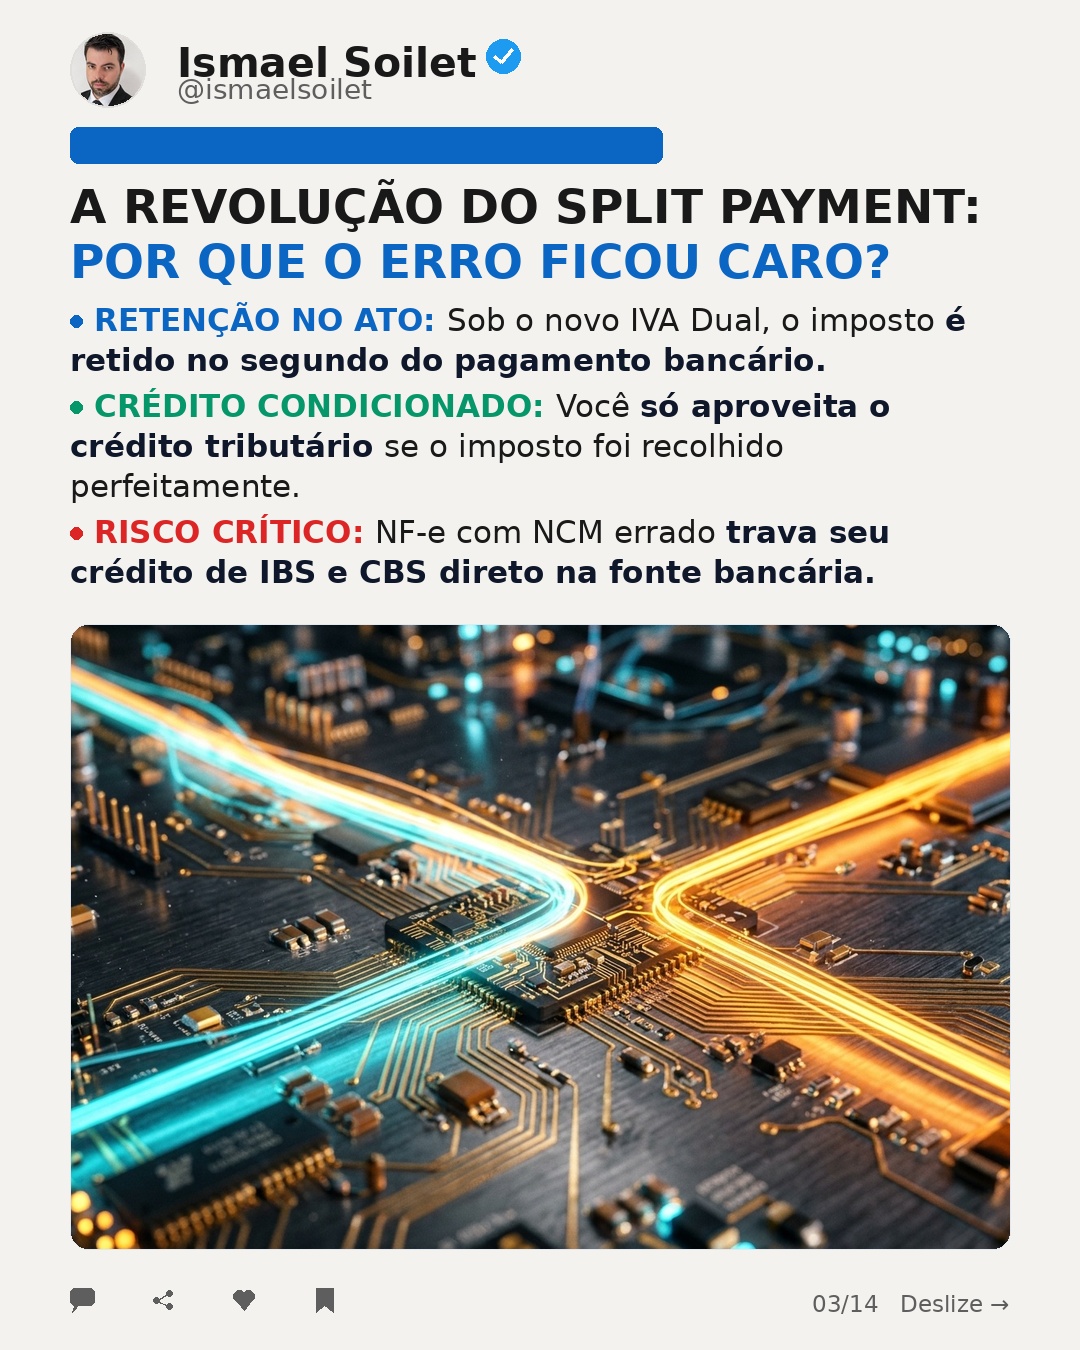 Ismael Soilet
@ismaelsoilet
A REVOLUÇÃO DO SPLIT PAYMENT:
POR QUE O ERRO FICOU CARO?
• RETENÇÃO NO ATO: Sob o novo IVA Dual, o imposto é
retido no segundo do pagamento bancário.
• CRÉDITO CONDICIONADO: Você só aproveita o
crédito tributário se o imposto foi recolhido
perfeitamente.
• RISCO CRÍTICO: NF-e com NCM errado trava seu
crédito de IBS e CBS direto na fonte bancária.
03/14 Deslize →